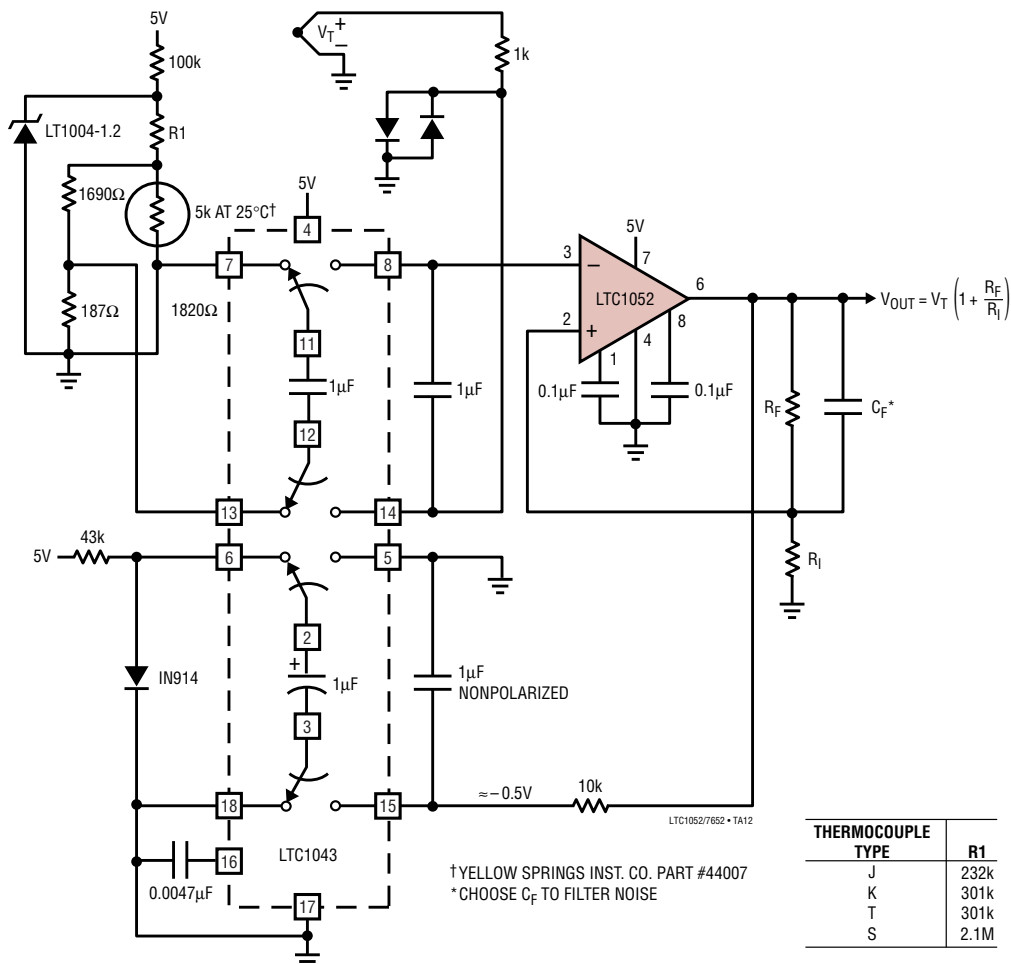 5V
100k
LT1004-1.2
R1
1690Ω
5k AT 25°C†
187Ω
1820Ω
VT + −
1k
5V
4
7
8
11
1µF
12
1µF
13
14
5V
7
3
−
LTC1052
6
2
+
8
1
4
0.1µF
0.1µF
VOUT = VT (1 + RF/RI)
RF
CF*
RI
43k
5V
6
5
2
+
1µF
3
1µF
NONPOLARIZED
IN914
18
15
≈ – 0.5V
10k
LTC1052/7652 • TA12
16
LTC1043
0.0047µF
17
†YELLOW SPRINGS INST. CO. PART #44007
*CHOOSE CF TO FILTER NOISE
THERMOCOUPLE
TYPE R1
J 232k
K 301k
T 301k
S 2.1M